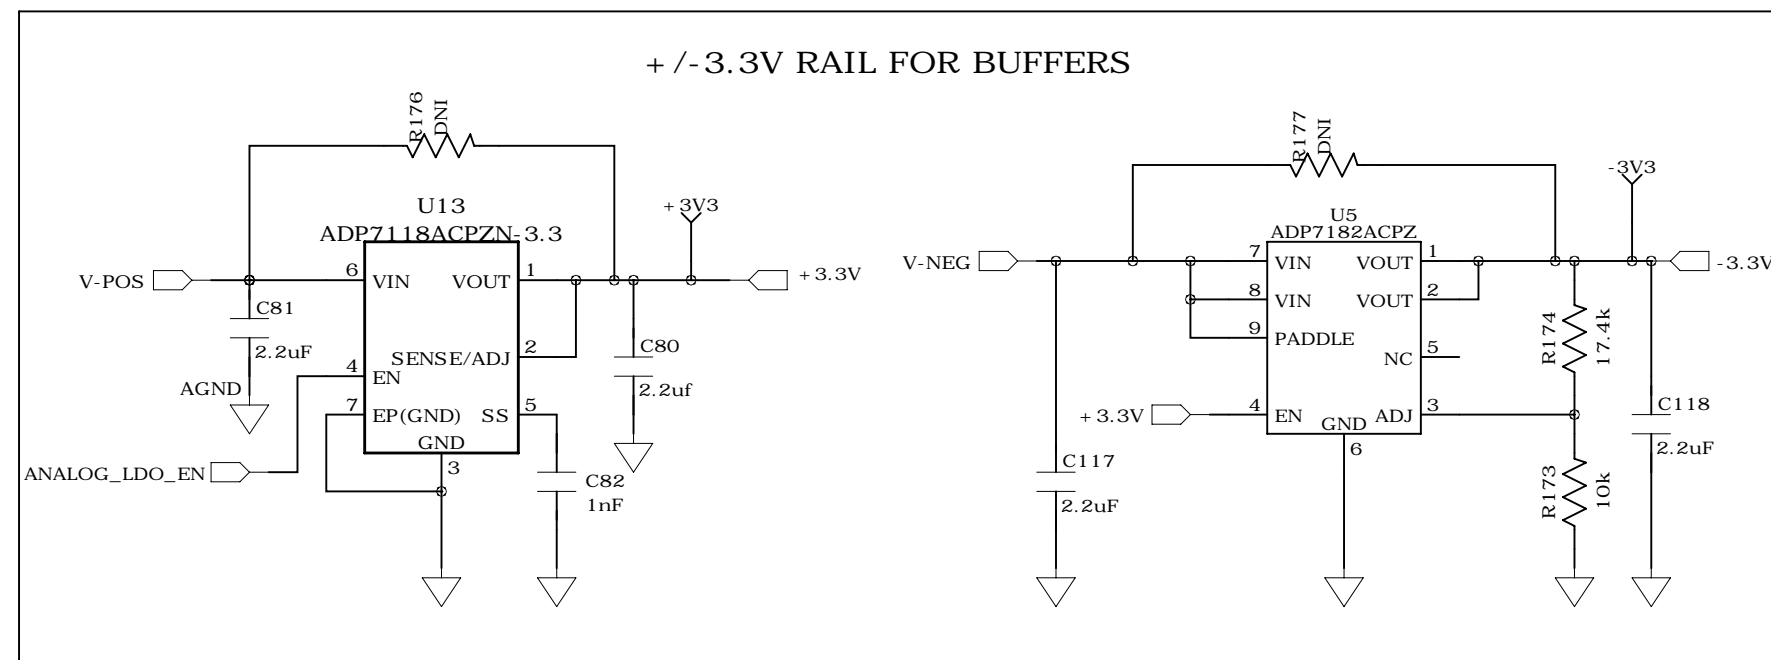 +/-3.3V RAIL FOR BUFFERS
R176
DNI
U13
ADP7118ACPZN-3.3
+3V3
V-POS
6
VIN
VOUT
1
+3.3V
C81
2.2uF
AGND
SENSE/ADJ
2
4
EN
C80
2.2uf
7
EP(GND)
SS
5
GND
3
ANALOG_LDO_EN
C82
1nF
R177
DNI
-3V3
U5
ADP7182ACPZ
V-NEG
7
VIN
VOUT
1
-3.3V
8
VIN
VOUT
2
9
PADDLE
NC
5
R174
17.4k
+3.3V
4
EN
ADJ
3
GND
6
C118
2.2uF
C117
2.2uF
R173
10k